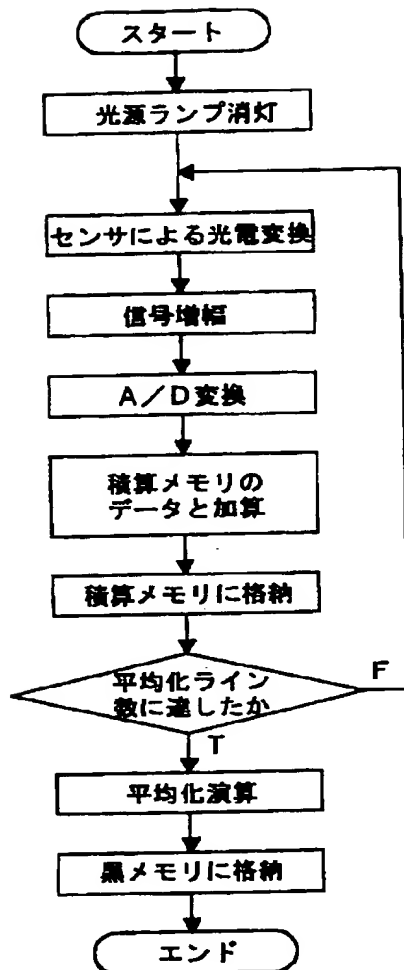 スタート
光源ランプ消灯
センサによる光電変換
信号増幅
A/D変換
積算メモリの
データと加算
積算メモリに格納
平均化ライン
数に達したか
F
T
平均化演算
黒メモリに格納
エンド